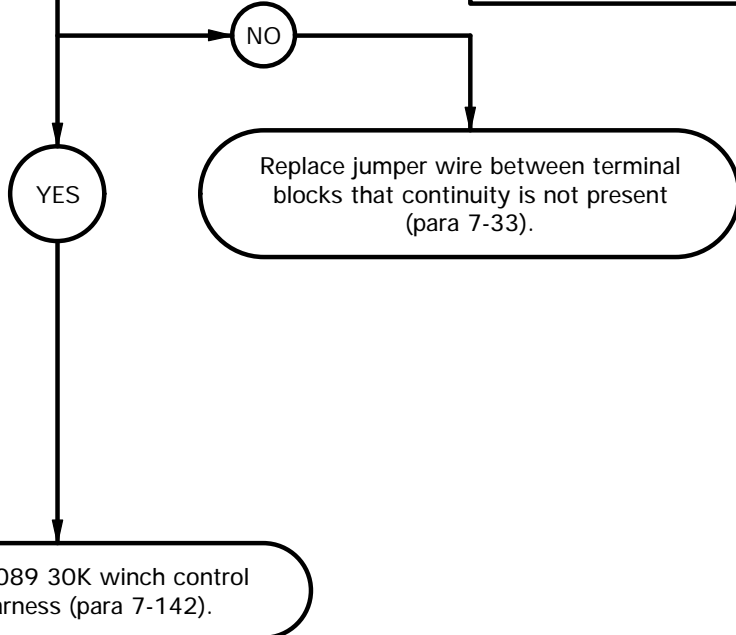 NO
YES
Replace jumper wire between terminal
blocks that continuity is not present
(para 7-33).
089 30K winch control
rness (para 7-142).